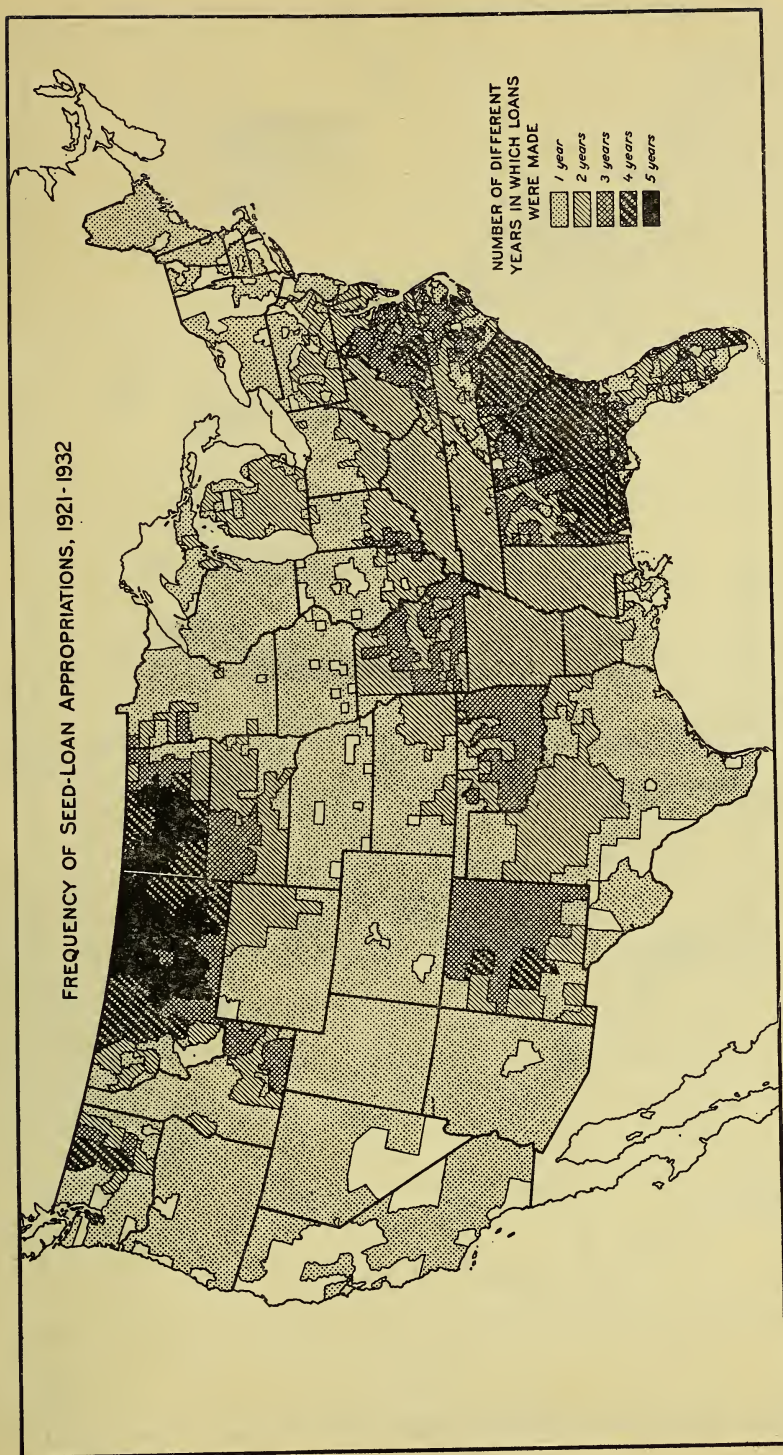 FREQUENCY OF SEED-LOAN APPROPRIATIONS, 1921-1932
NUMBER OF DIFFERENT
YEARS IN WHICH LOANS
WERE MADE
1 year
2 years
3 years
4 years
5 years